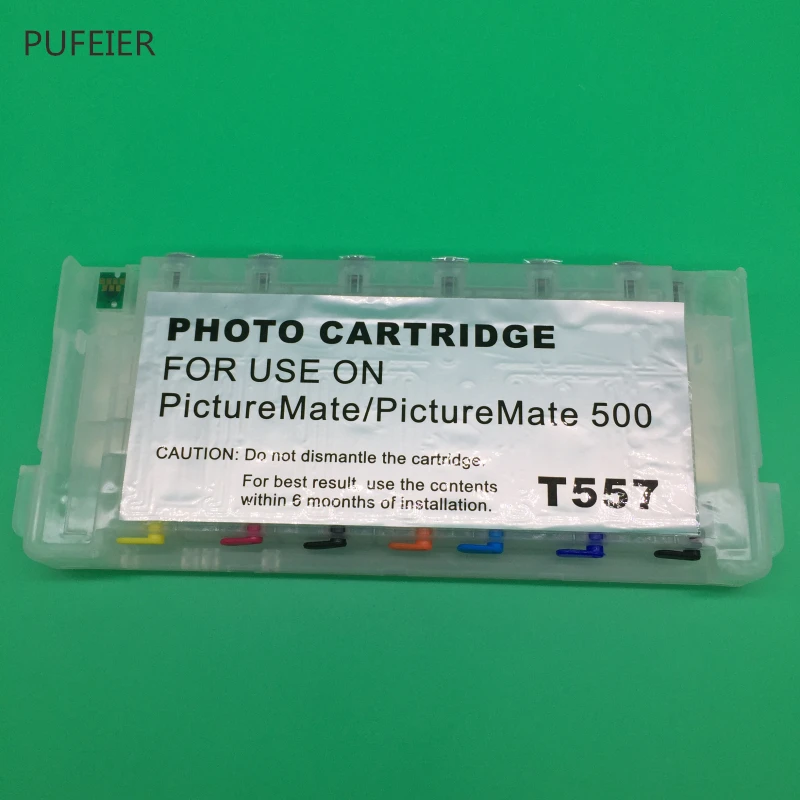 PUFEIER
PHOTO CARTRIDGE
FOR USE ON
PictureMate/PictureMate 500
CAUTION: Do not dismantle the cartridge.
For best result, use the contents
within 6 moonths of installation.
T557